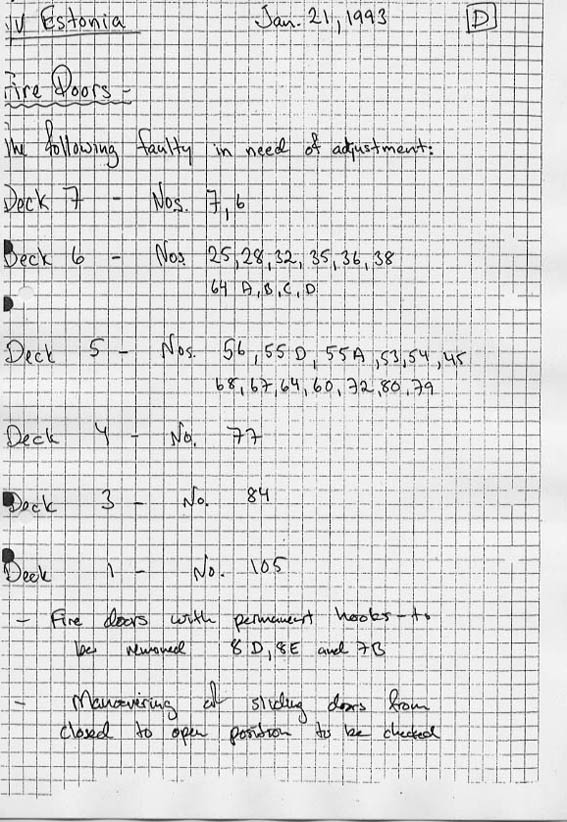 M/V Estonia Jan. 21, 1993 D
Fire Doors -
The following faulty in need of adjustment:
Deck 7 - Nos. 7, 6
Deck 6 - Nos 25, 28, 32, 35, 36, 38
64 A, B, C, D
Deck 5 - Nos. 56, 55 D, 55A, 53, 54, 45
68, 67, 64, 60, 72, 80, 79
Deck 4 - No. 77
Deck 3 - No. 84
Deck 1 - No. 105
- Fire doors with permanent hooks - to
be removed 8 D, 8E and 7B
- Manoevering of sliding doors from
closed to open position to be checked